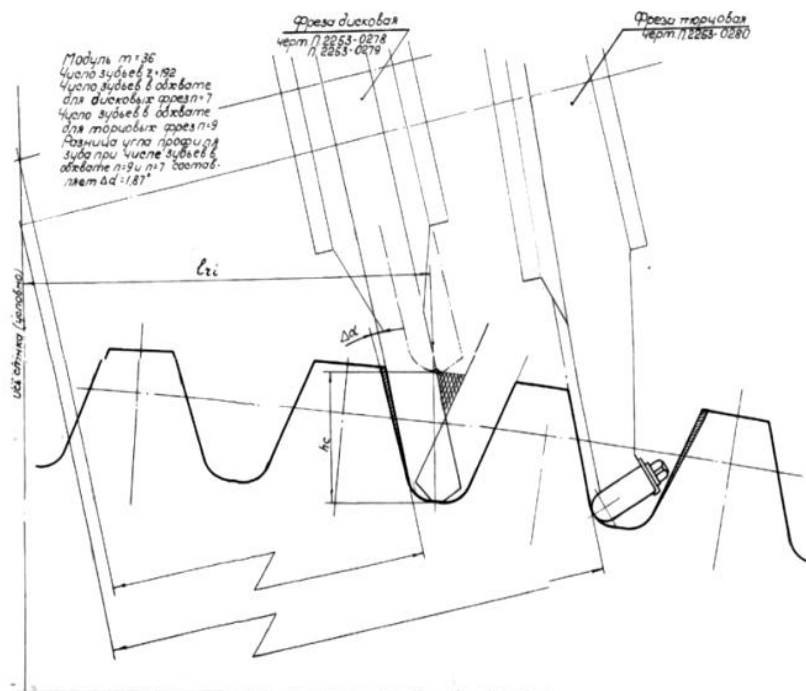 Фреза дисковая
черт. П.2253-0278
П.2253-0279
Фреза торцовая
черт. П.2253-0280
Модуль m=36
Число зубьев z=192
Число зубьев в обхвате
для дисковых фрез n=7
Число зубьев в обхвате
для торцовых фрез n=9
Разница угла профиля
зуба при числе зубьев в
обхвате n=9 и n=7 состав-
ляет Δα=1,87°
lri
Δα
hc
Ось станка (условно)